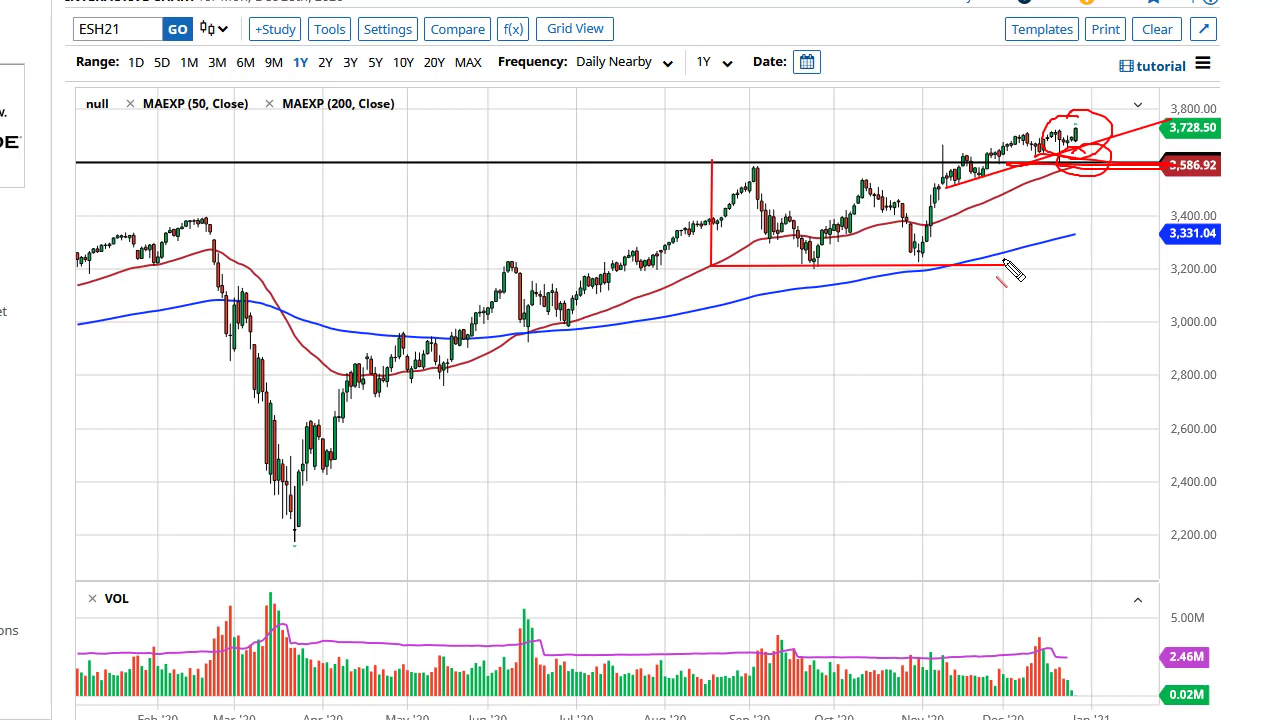 ESH21 GO +Study Tools Settings Compare f(x) Grid View Templates Print Clear
Range: 1D 5D 1M 3M 6M 9M 1Y 2Y 3Y 5Y 10Y 20Y MAX Frequency: Daily Nearby 1Y Date:
tutorial
null MAEXP (50, Close) MAEXP (200, Close)
3,800.00
3,728.50
3,586.92
3,400.00
3,331.04
3,200.00
3,000.00
2,800.00
2,600.00
2,400.00
2,200.00
VOL
5.00M
2.46M
0.02M
Feb '20 Mar '20 Apr '20 May '20 Jun '20 Jul '20 Aug '20 Sep '20 Oct '20 Nov '20 Dec '20 Jan '21
w.
DE
et
ons